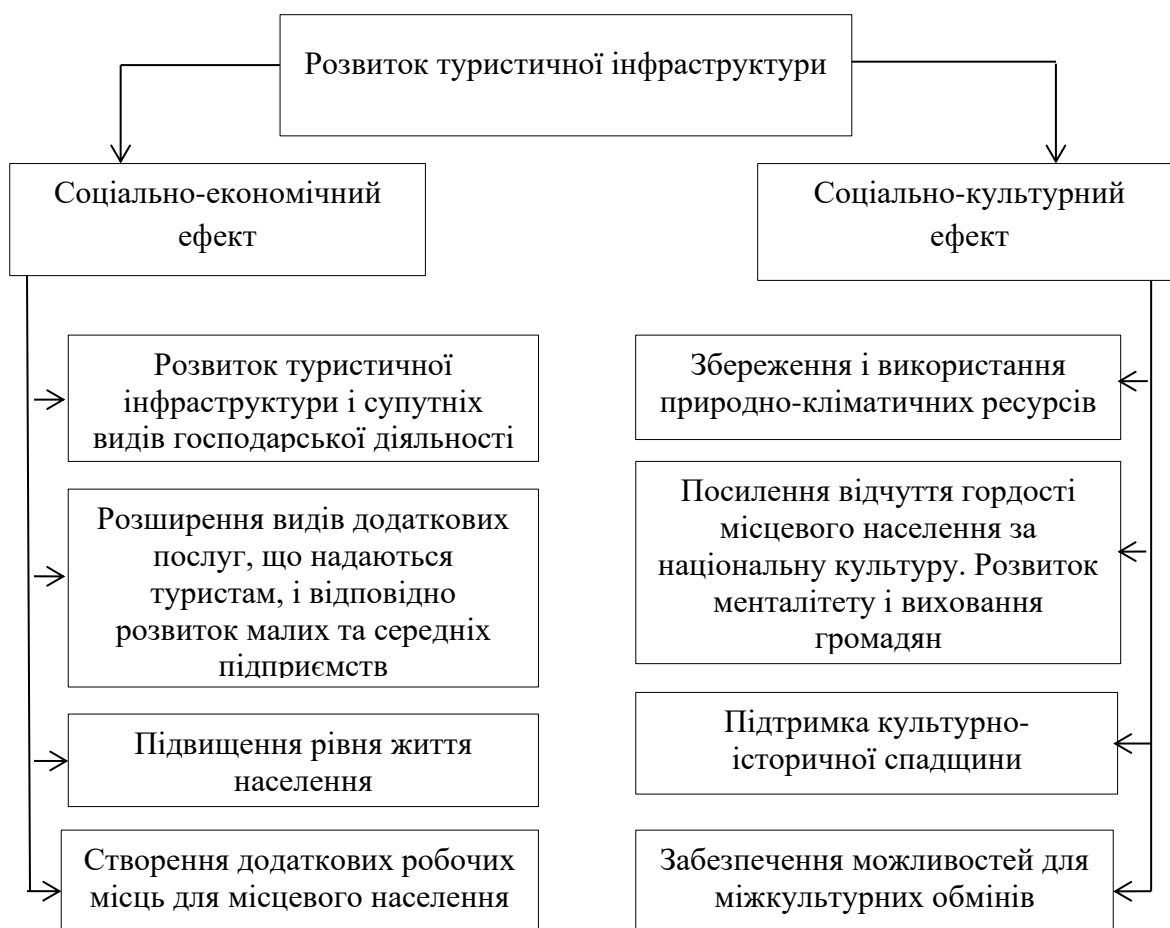 Розвиток туристичної інфраструктури
Соціально-економічний
ефект
Соціально-культурний
ефект
Розвиток туристичної
інфраструктури і супутніх
видів господарської діяльності
Розширення видів додаткових
послуг, що надаються
туристам, і відповідно
розвиток малих та середніх
підприємств
Підвищення рівня життя
населення
Створення додаткових робочих
місць для місцевого населення
Збереження і використання
природно-кліматичних ресурсів
Посилення відчуття гордості
місцевого населення за
національну культуру. Розвиток
менталітету і виховання
громадян
Підтримка культурно-
історичної спадщини
Забезпечення можливостей для
міжкультурних обмінів